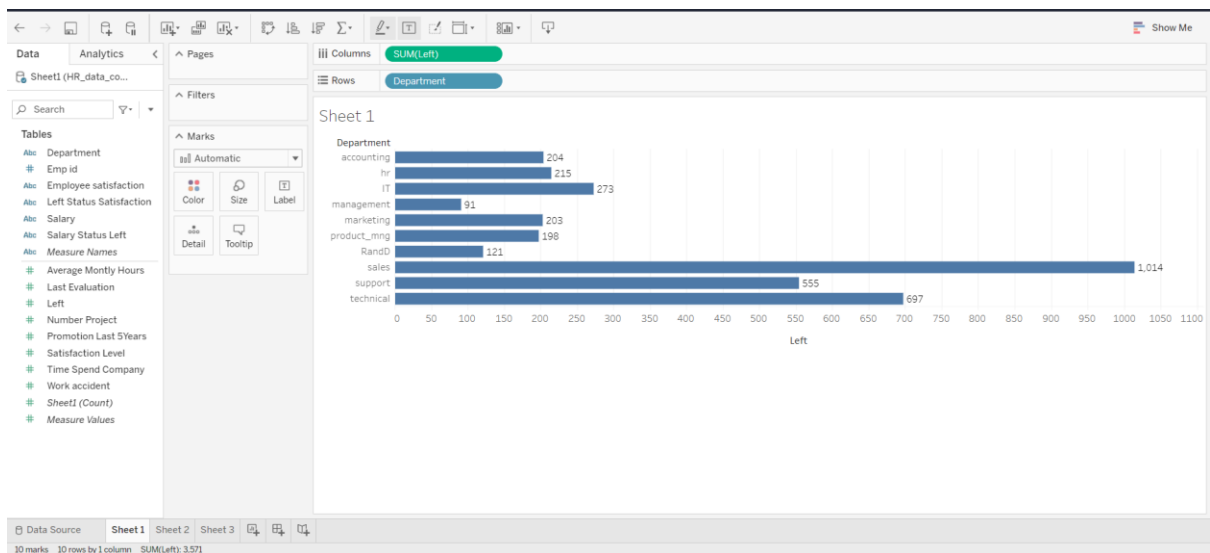 Show Me
Data Analytics
Sheet1 (HR_data_co...
Search
Tables
Abc Department
# Emp id
Abc Employee satisfaction
Abc Left Status Satisfaction
Abc Salary
Abc Salary Status Left
Abc Measure Names
# Average Montly Hours
# Last Evaluation
# Left
# Number Project
# Promotion Last 5Years
# Satisfaction Level
# Time Spend Company
# Work accident
# Sheet1 (Count)
# Measure Values
Pages
Filters
Marks
Automatic
Color Size Label
Detail Tooltip
Columns SUM(Left)
Rows Department
Sheet 1
Department
accounting 204
hr 215
IT 273
management 91
marketing 203
product_mng 198
RandD 121
sales 1,014
support 555
technical 697
0 50 100 150 200 250 300 350 400 450 500 550 600 650 700 750 800 850 900 950 1000 1050 1100
Left
Data Source Sheet 1 Sheet 2 Sheet 3
10 marks 10 rows by 1 column SUM(Left): 3,571